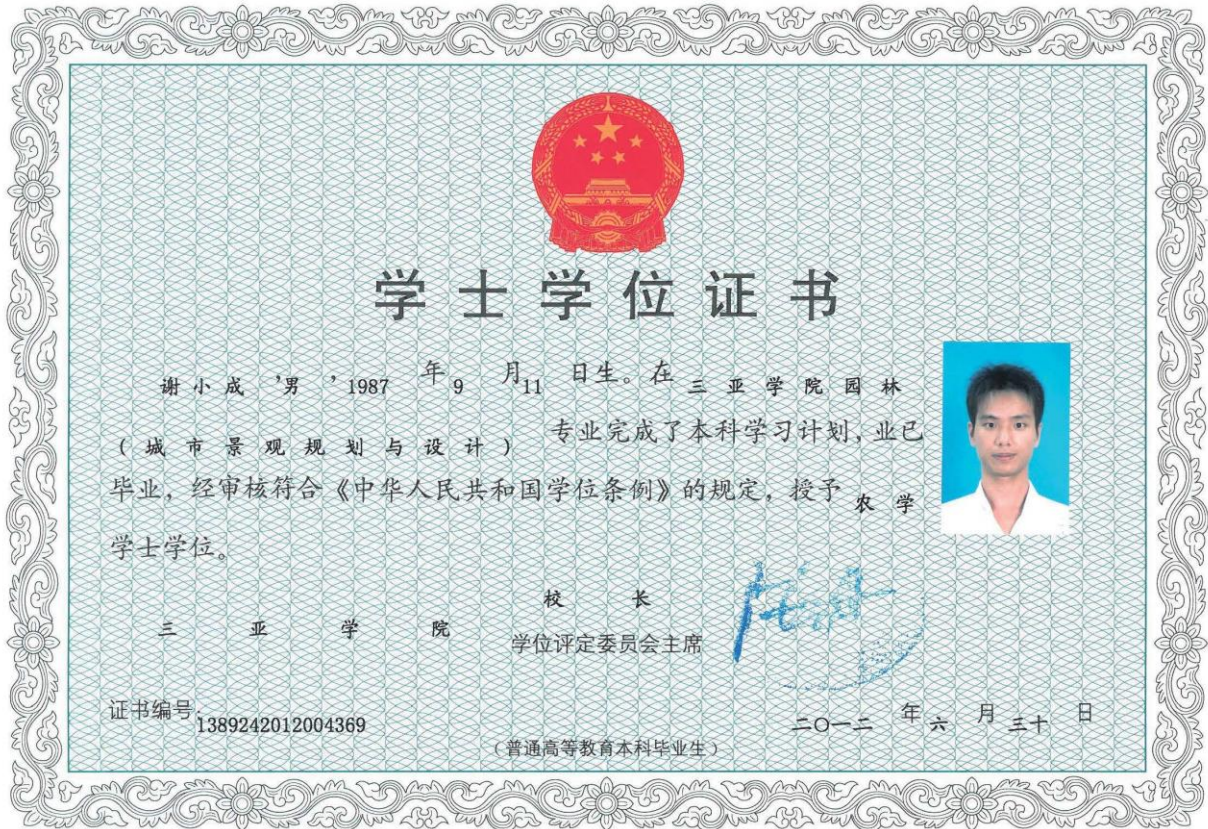 学士学位证书
谢小成,男,1987年9月11日生。在三亚学院园林
(城市景观规划与设计)专业完成了本科学习计划,业已
毕业,经审核符合《中华人民共和国学位条例》的规定,授予农学
学士学位。
三亚学院
校长
学位评定委员会主席
证书编号:1389242012004369
二〇一二年六月三十日
(普通高等教育本科毕业生)